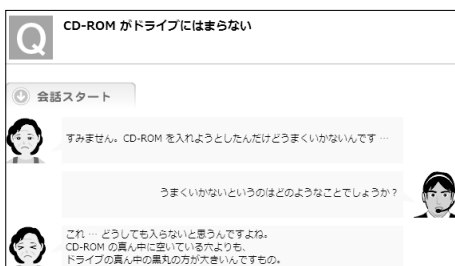 Q
CD-ROM がドライブにはまらない
会話スタート
すみません。CD-ROM を入れようとしたんだけどうまくいかないんです …
うまくいかないというのはどのようなことでしょうか？
これ … どうしても入らないと思うんですよね。
CD-ROM の真ん中に空いている穴よりも、
ドライブの真ん中の黒丸の方が大きいんですもの。